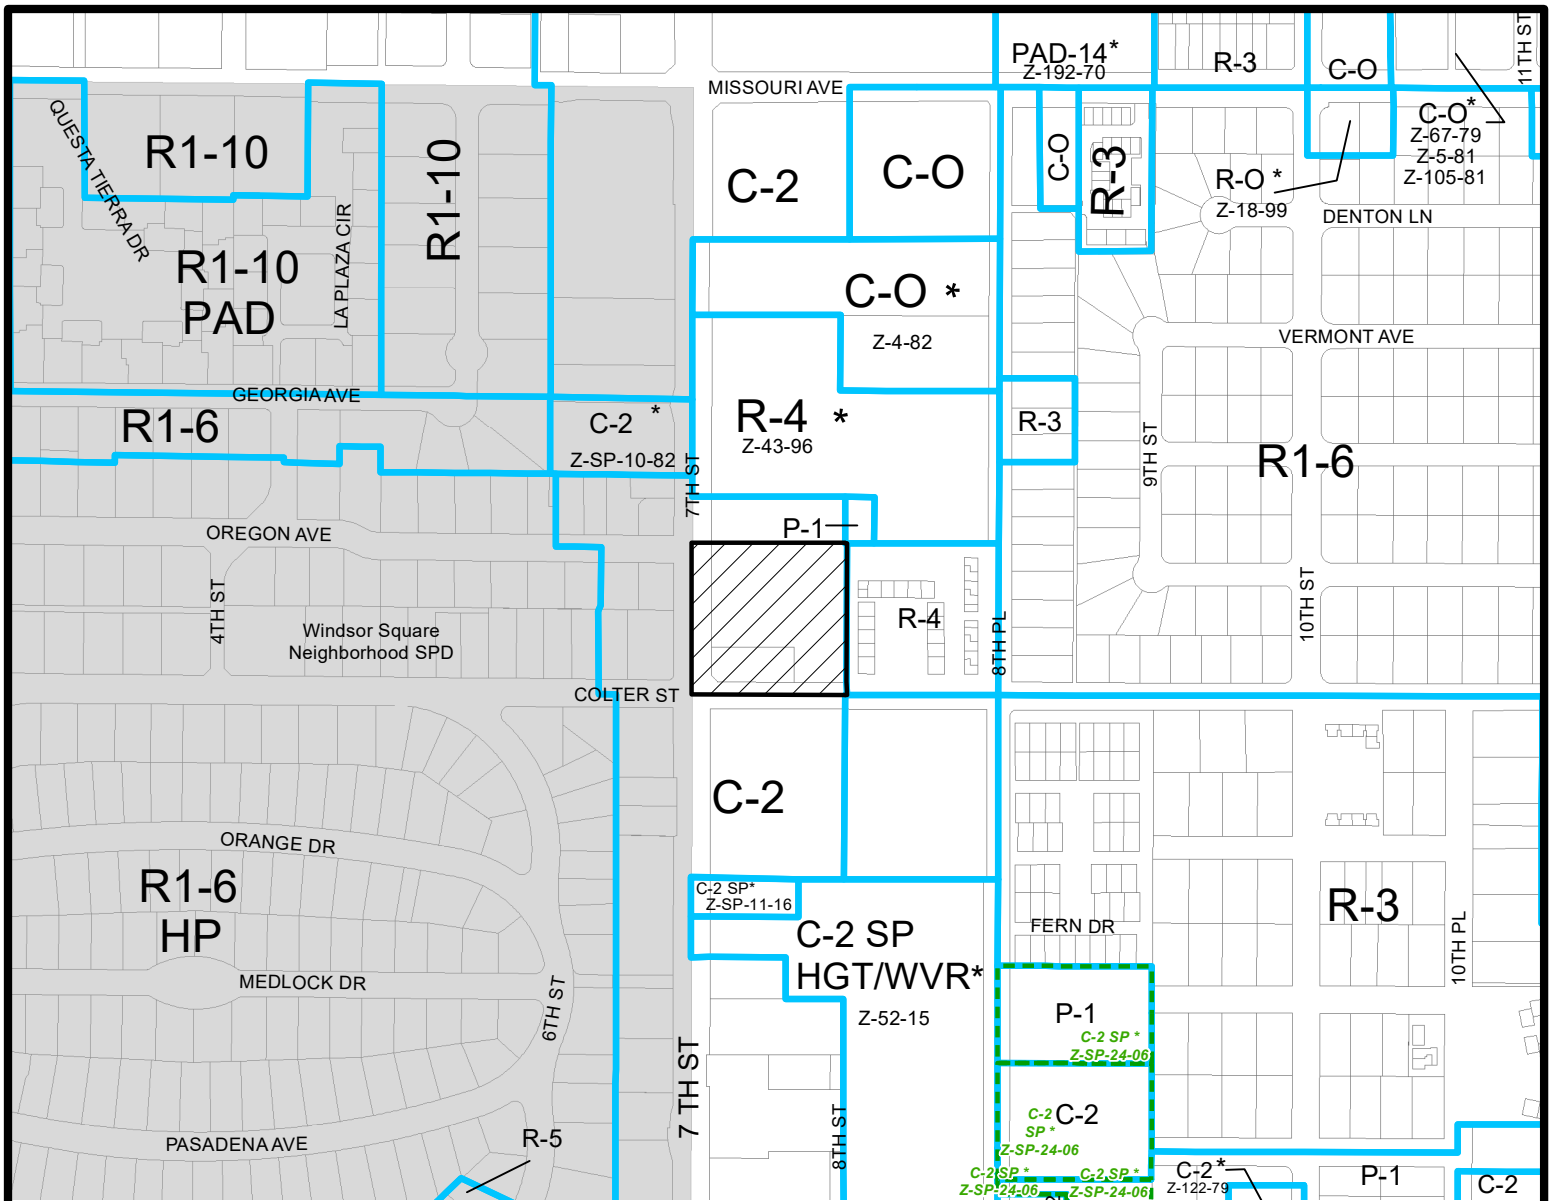 PAD-14*
Z-192-70
R-3
C-O
11TH ST
MISSOURI AVE
QUESTA TIERRA DR
R1-10
R1-10
C-2
C-O
C-O
R-3
C-O*
Z-67-79
Z-5-81
Z-105-81
R-O *
Z-18-99
DENTON LN
LA PLAZA CIR
R1-10
PAD
C-O *
Z-4-82
VERMONT AVE
GEORGIA AVE
R1-6
C-2 *
Z-SP-10-82
7TH ST
R-4 *
Z-43-96
R-3
9TH ST
R1-6
P-1
OREGON AVE
4TH ST
Windsor Square
Neighborhood SPD
R-4
8TH PL
10TH ST
COLTER ST
C-2
ORANGE DR
R1-6
HP
C-2 SP*
Z-SP-11-16
C-2 SP
HGT/WVR*
Z-52-15
FERN DR
R-3
10TH PL
MEDLOCK DR
6TH ST
P-1
C-2 SP *
Z-SP-24-06
7 TH ST
8TH ST
C-2
C-2
SP *
Z-SP-24-06
PASADENA AVE
R-5
C-2 SP *
Z-SP-24-06
C-2 SP *
Z-SP-24-06
C-2*
Z-122-79
P-1
C-2